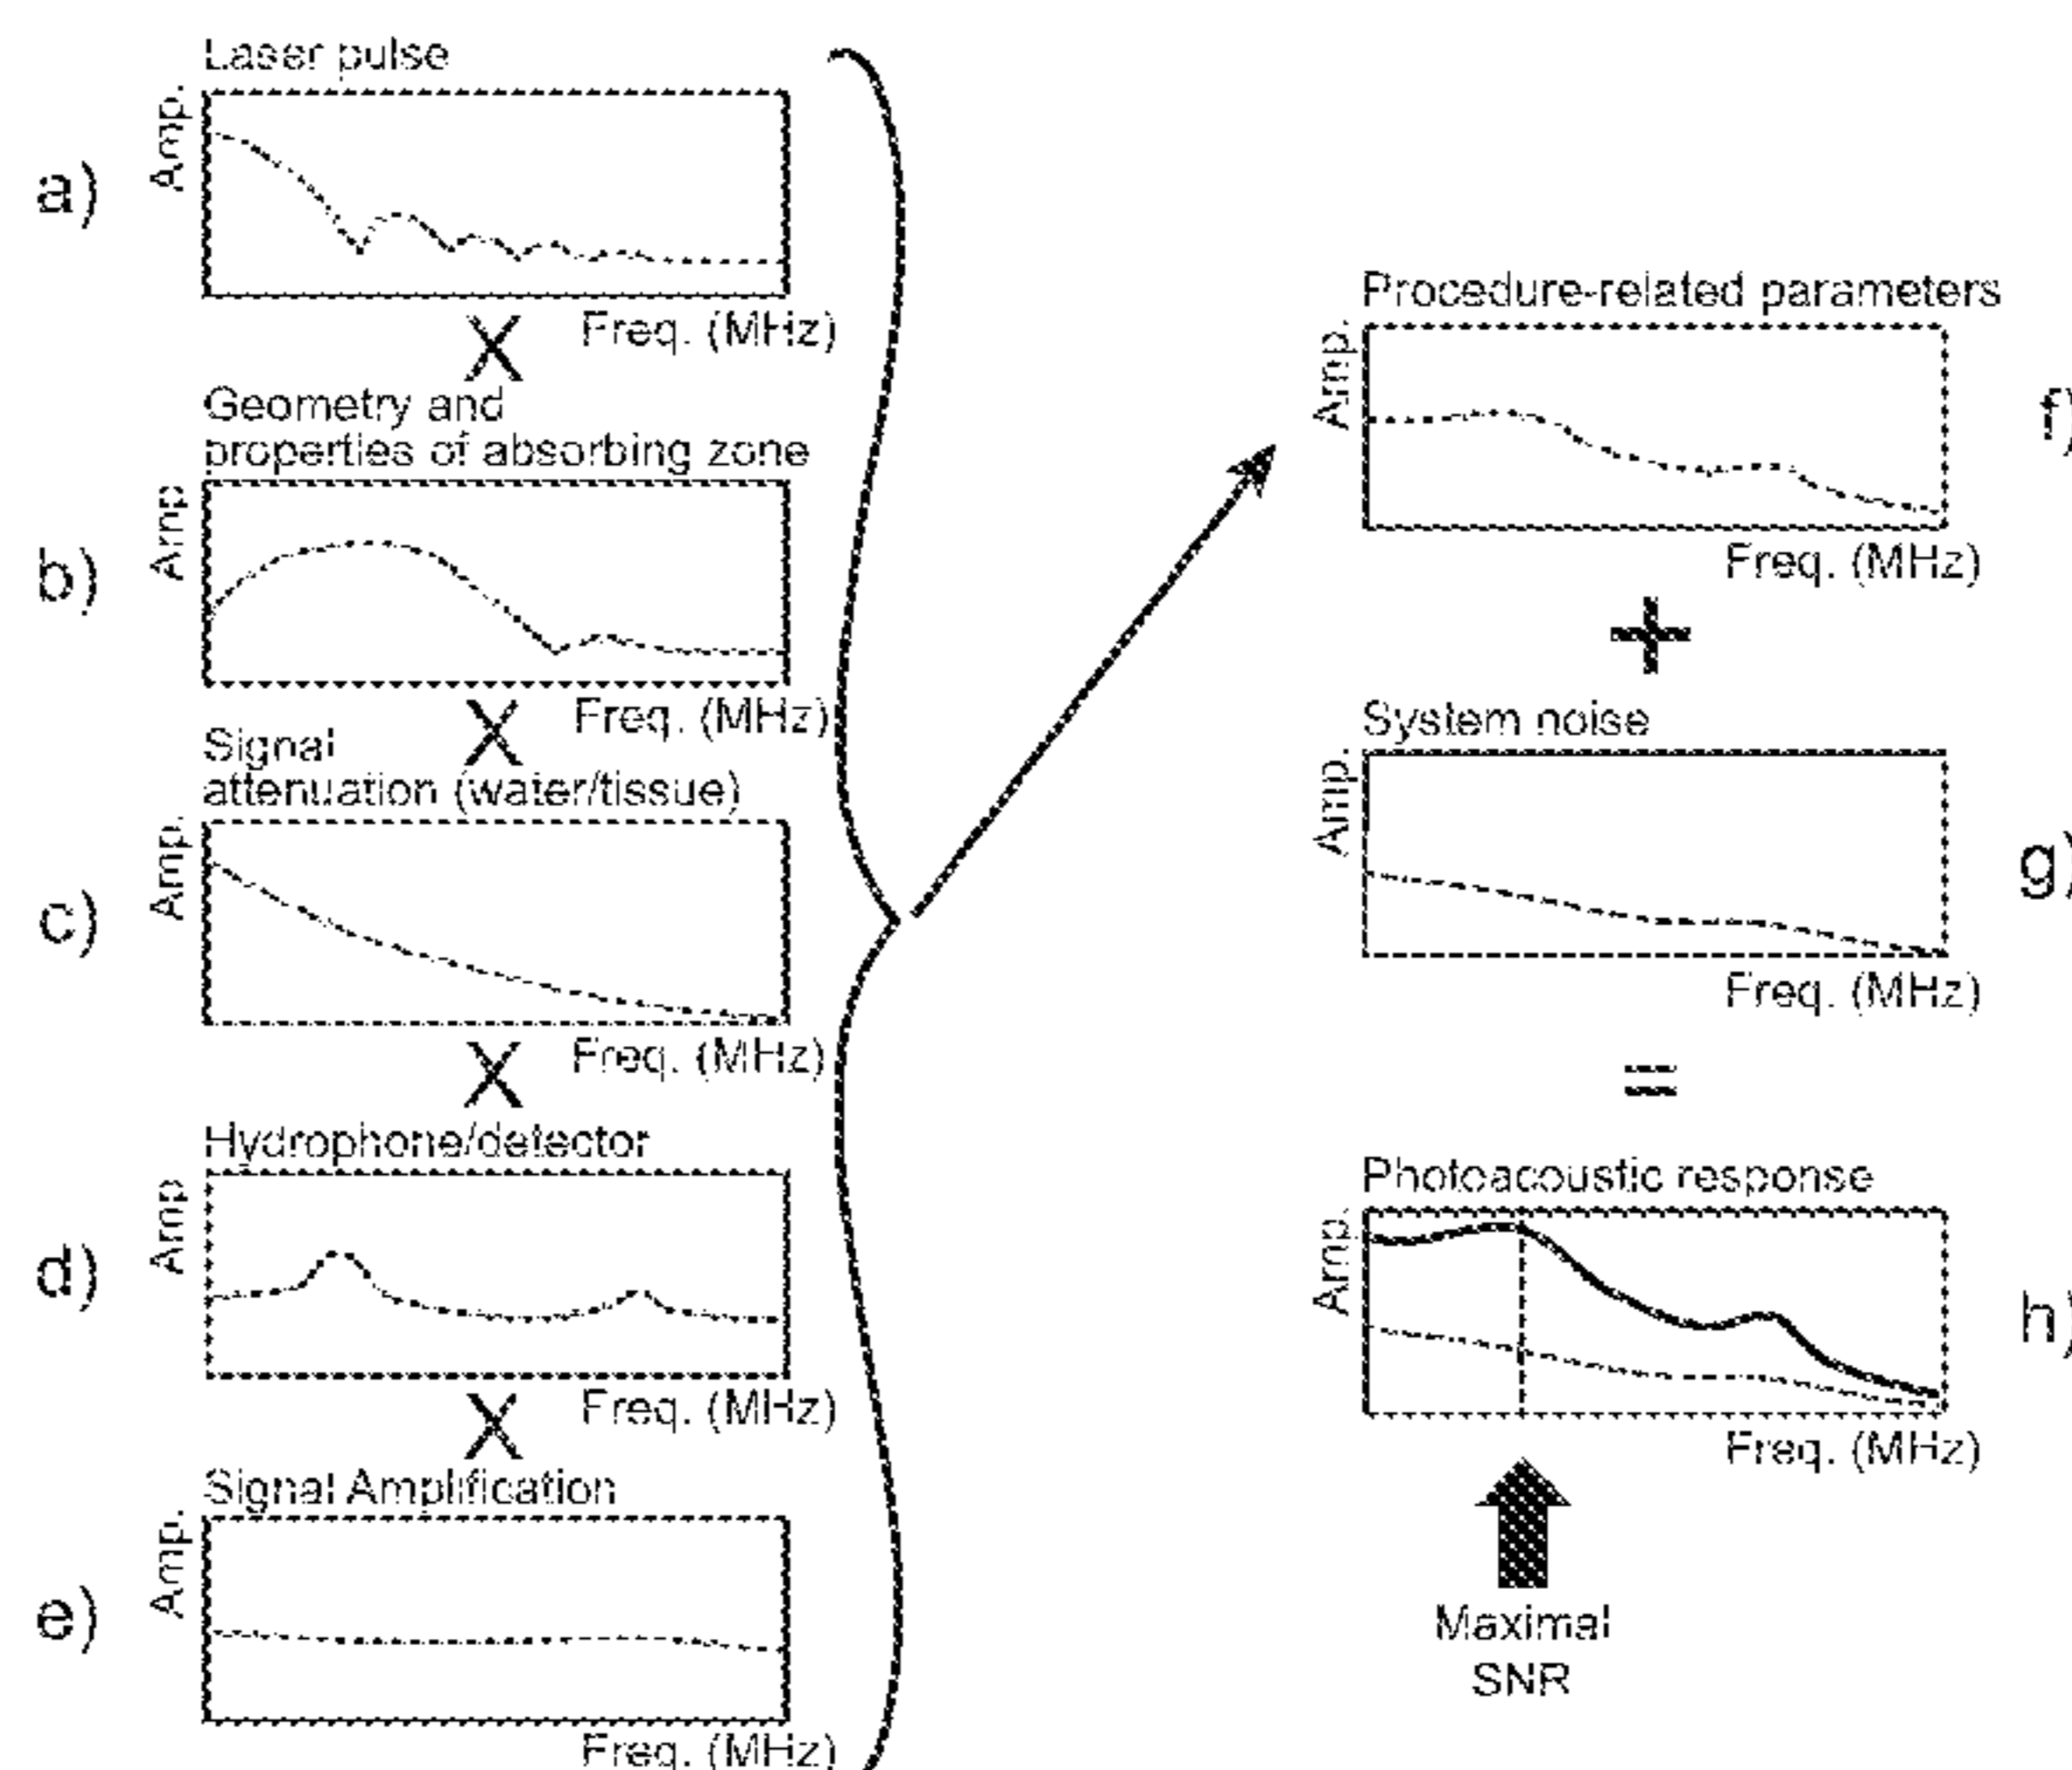 Laser pulse
Amp.
a)
Freq. (MHz)
X
Geometry and
properties of absorbing zone
Amp
b)
Freq. (MHz)
X
Signal
attenuation (water/tissue)
Amp.
c)
Freq. (MHz)
X
Hydrophone/detector
Amp
d)
Freq. (MHz)
X
Signal Amplification
Amp.
e)
Freq. (MHz)
Procedure-related parameters
Amp.
f)
Freq. (MHz)
+
System noise
Amp.
g)
Freq. (MHz)
=
Photoacoustic response
Amp.
h)
Freq. (MHz)
Maximal
SNR